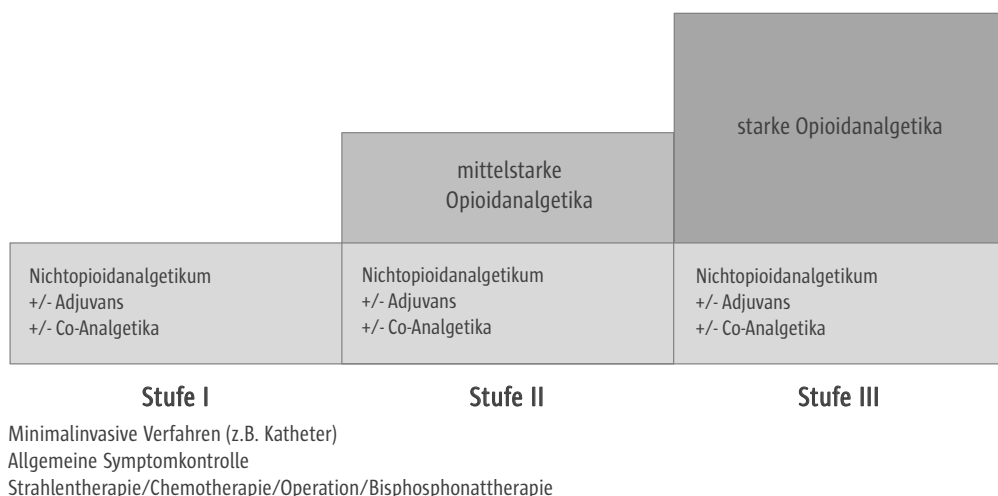 starke Opioidanalgetika
mittelstarke
Opioidanalgetika
Nichtopioidanalgetikum
+/- Adjuvans
+/- Co-Analgetika
Nichtopioidanalgetikum
+/- Adjuvans
+/- Co-Analgetika
Nichtopioidanalgetikum
+/- Adjuvans
+/- Co-Analgetika
Stufe I
Stufe II
Stufe III
Minimalinvasive Verfahren (z.B. Katheter)
Allgemeine Symptomkontrolle
Strahlentherapie/Chemotherapie/Operation/Bisphosphonattherapie